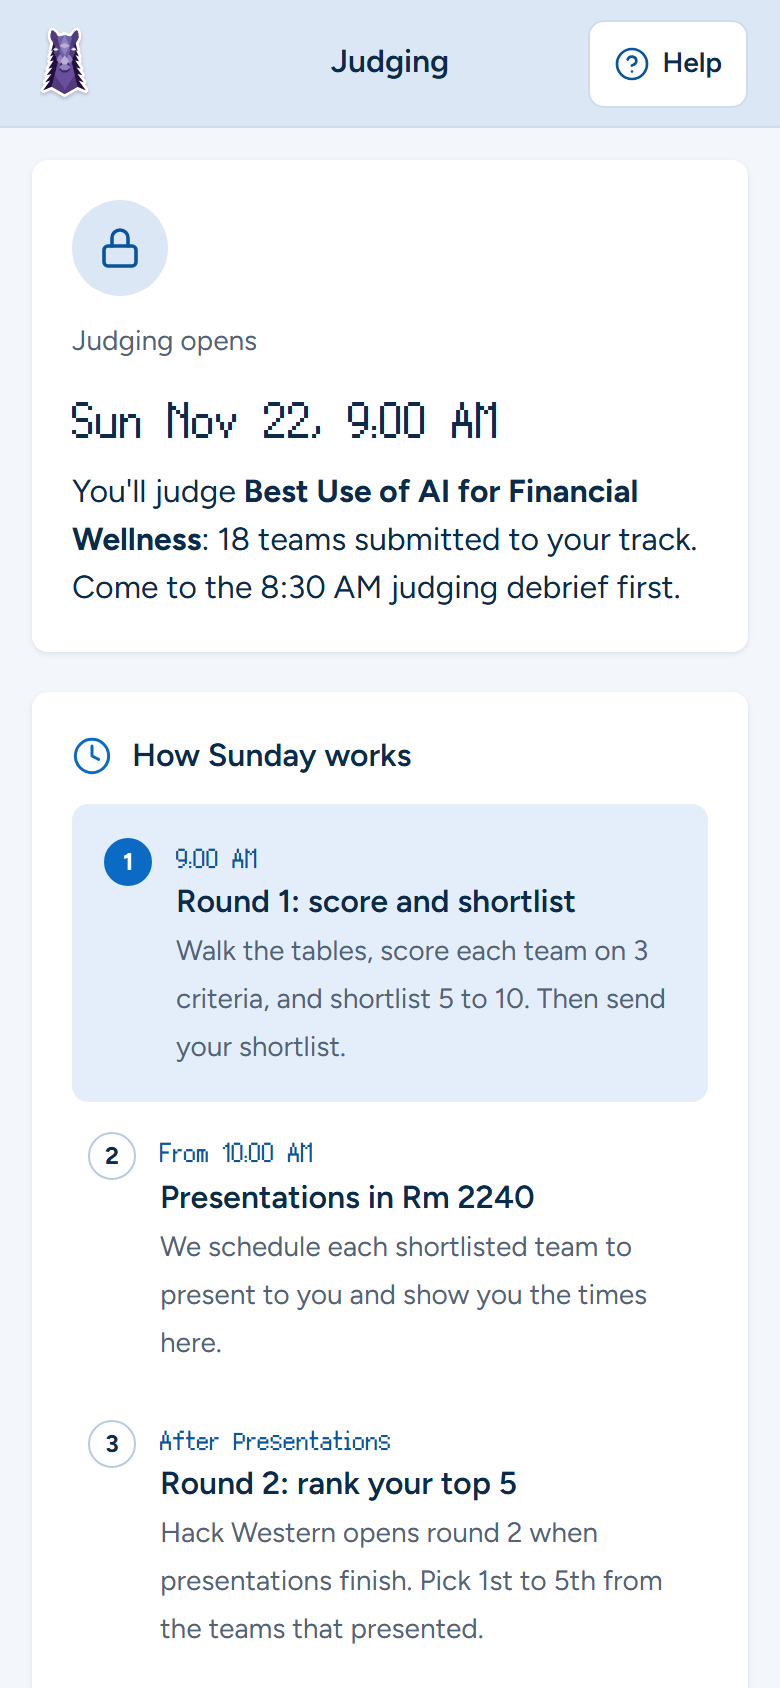 Judging
Help
Judging opens
Sun Nov 22, 9:00 AM
You'll judge Best Use of AI for Financial
Wellness: 18 teams submitted to your track.
Come to the 8:30 AM judging debrief first.
How Sunday works
1
9:00 AM
Round 1: score and shortlist
Walk the tables, score each team on 3
criteria, and shortlist 5 to 10. Then send
your shortlist.
2
From 10:00 AM
Presentations in Rm 2240
We schedule each shortlisted team to
present to you and show you the times
here.
3
After Presentations
Round 2: rank your top 5
Hack Western opens round 2 when
presentations finish. Pick 1st to 5th from
the teams that presented.